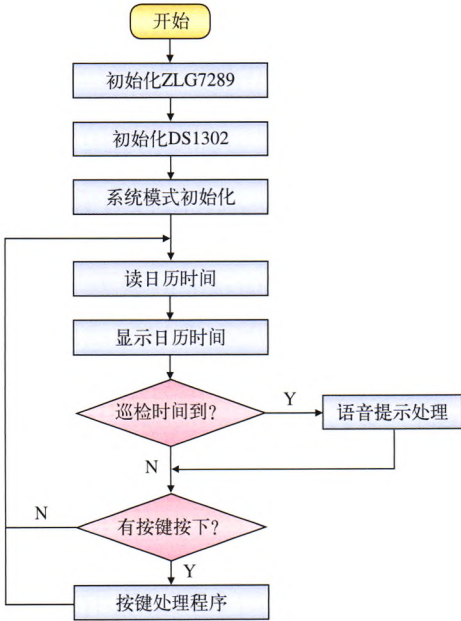 开始
初始化ZLG7289
初始化DS1302
系统模式初始化
读日历时间
显示日历时间
巡检时间到?
Y
语音提示处理
N
有按键按下?
N
Y
按键处理程序